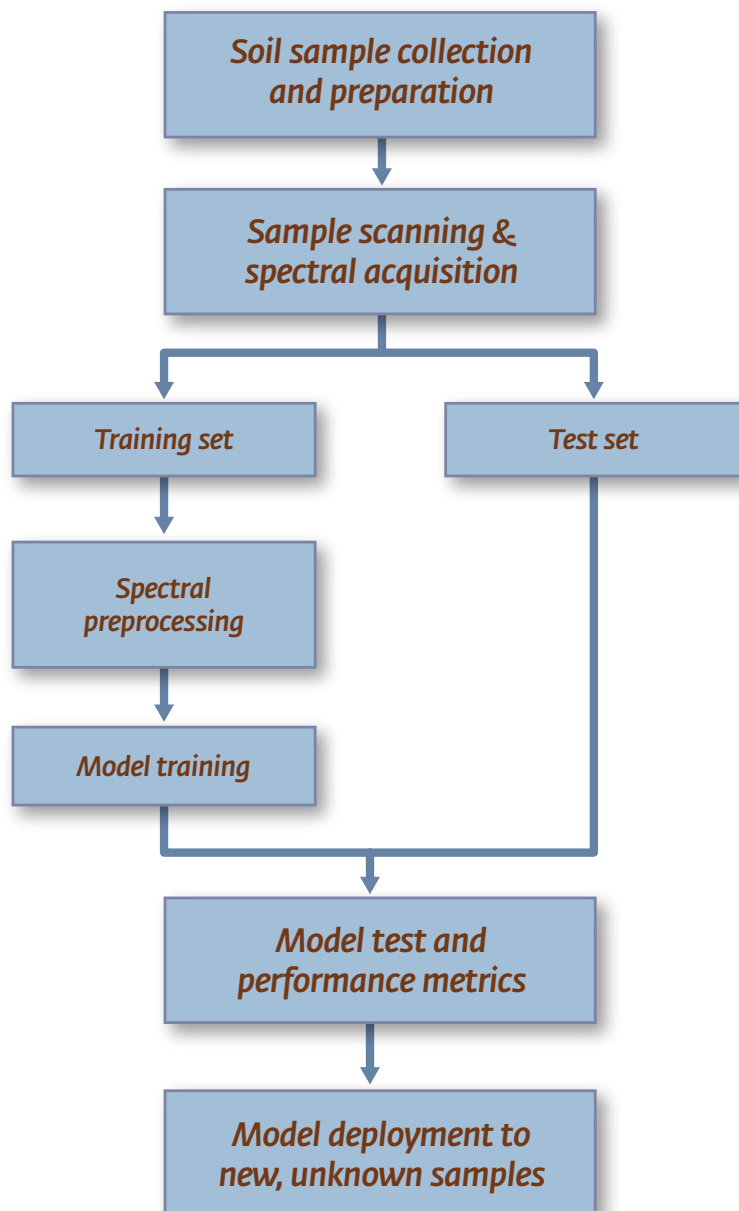 Soil sample collection
and preparation
Sample scanning &
spectral acquisition
Training set
Test set
Spectral
preprocessing
Model training
Model test and
performance metrics
Model deployment to
new, unknown samples